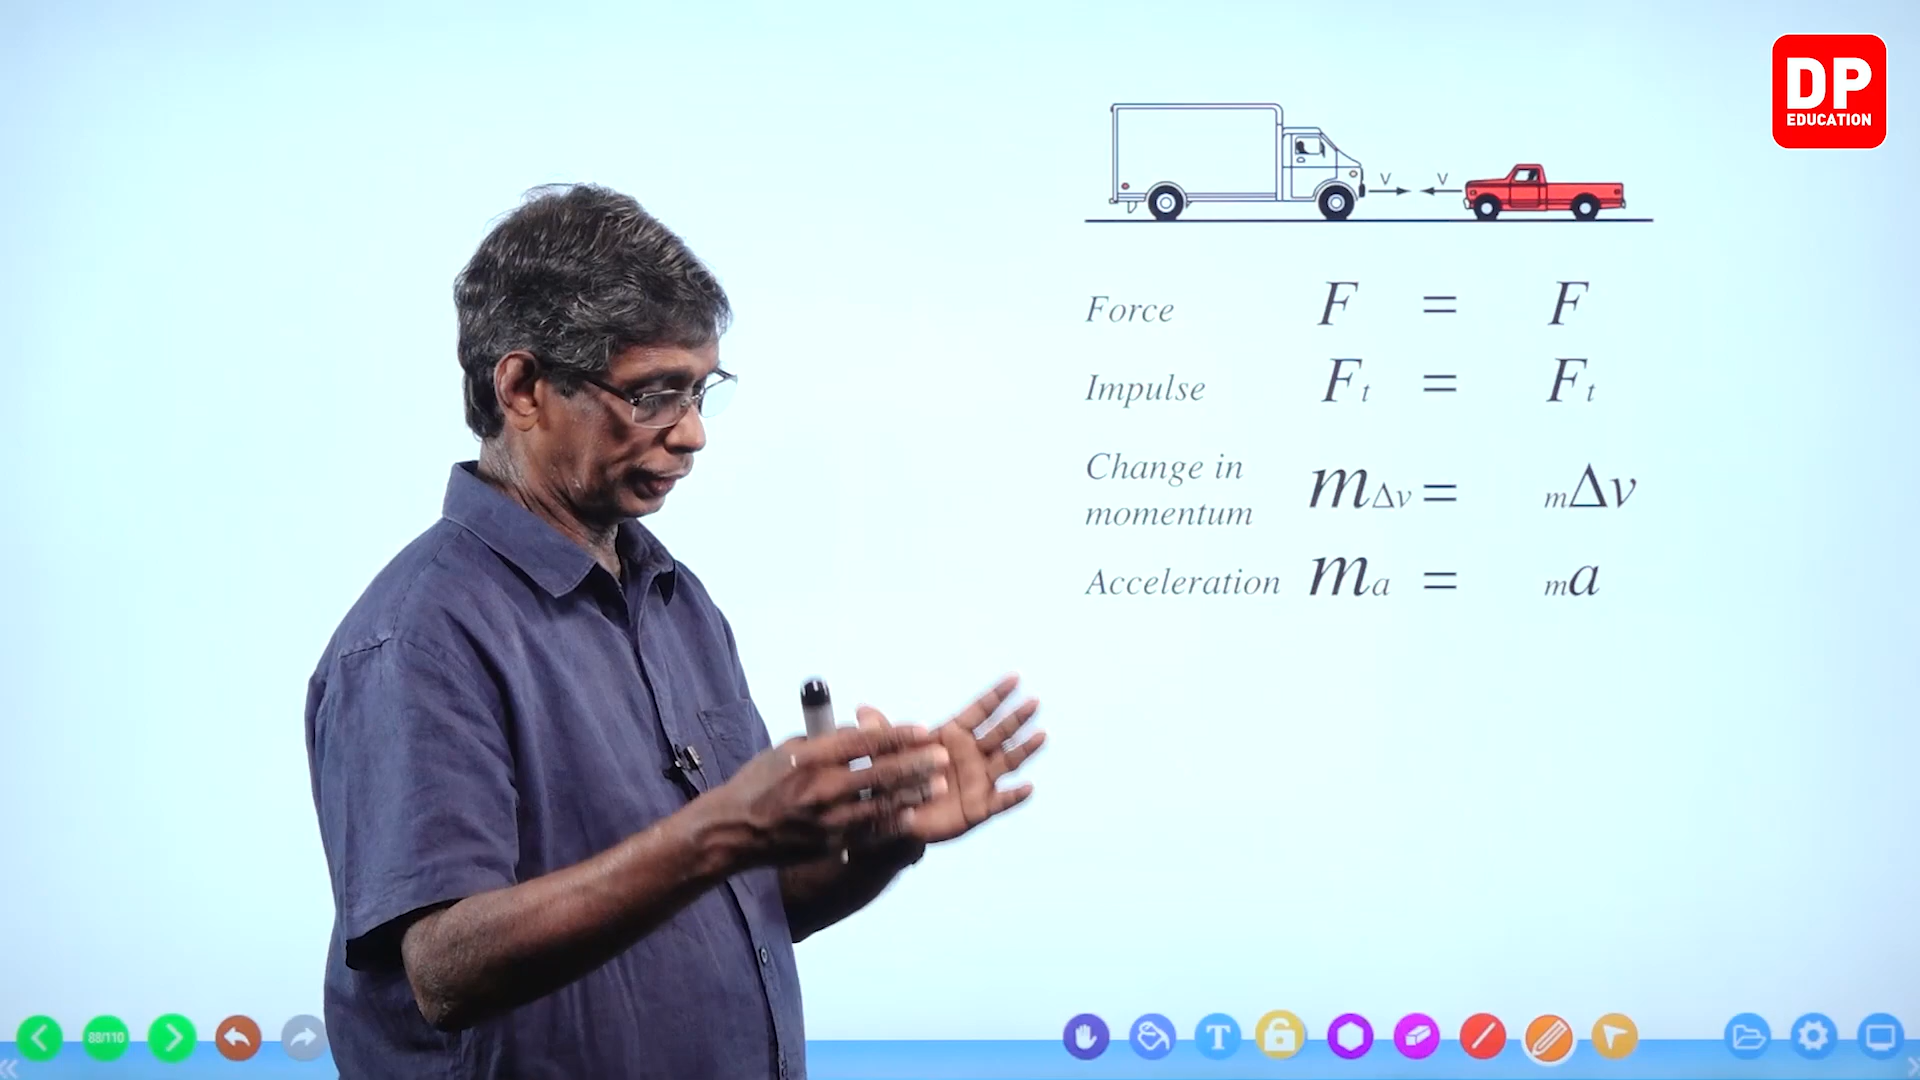 DP
EDUCATION
V V
Force F = F
Impulse Ft = Ft
Change in
momentum mΔv = mΔv
Acceleration ma = ma
88/110
T